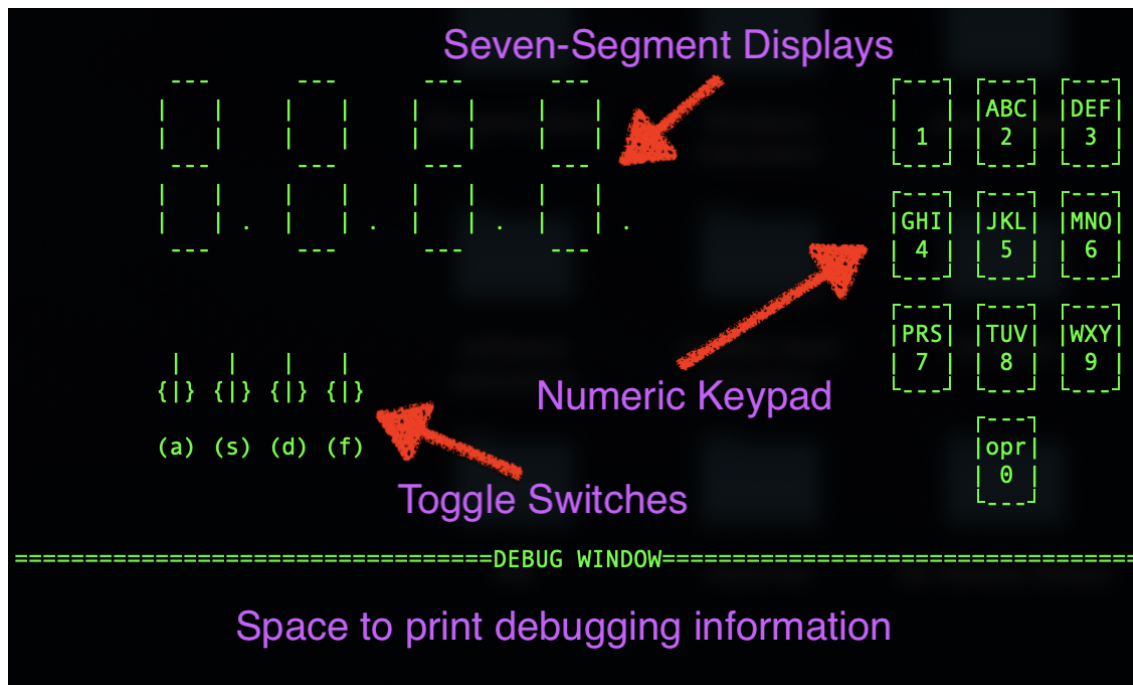 Seven-Segment Displays
ABC DEF
1 2 3
GHI JKL MNO
4 5 6
PRS TUV WXY
7 8 9
Numeric Keypad
{|} {|} {|} {|}
(a) (s) (d) (f)
opr
0
Toggle Switches
==================================DEBUG WINDOW==================================
Space to print debugging information